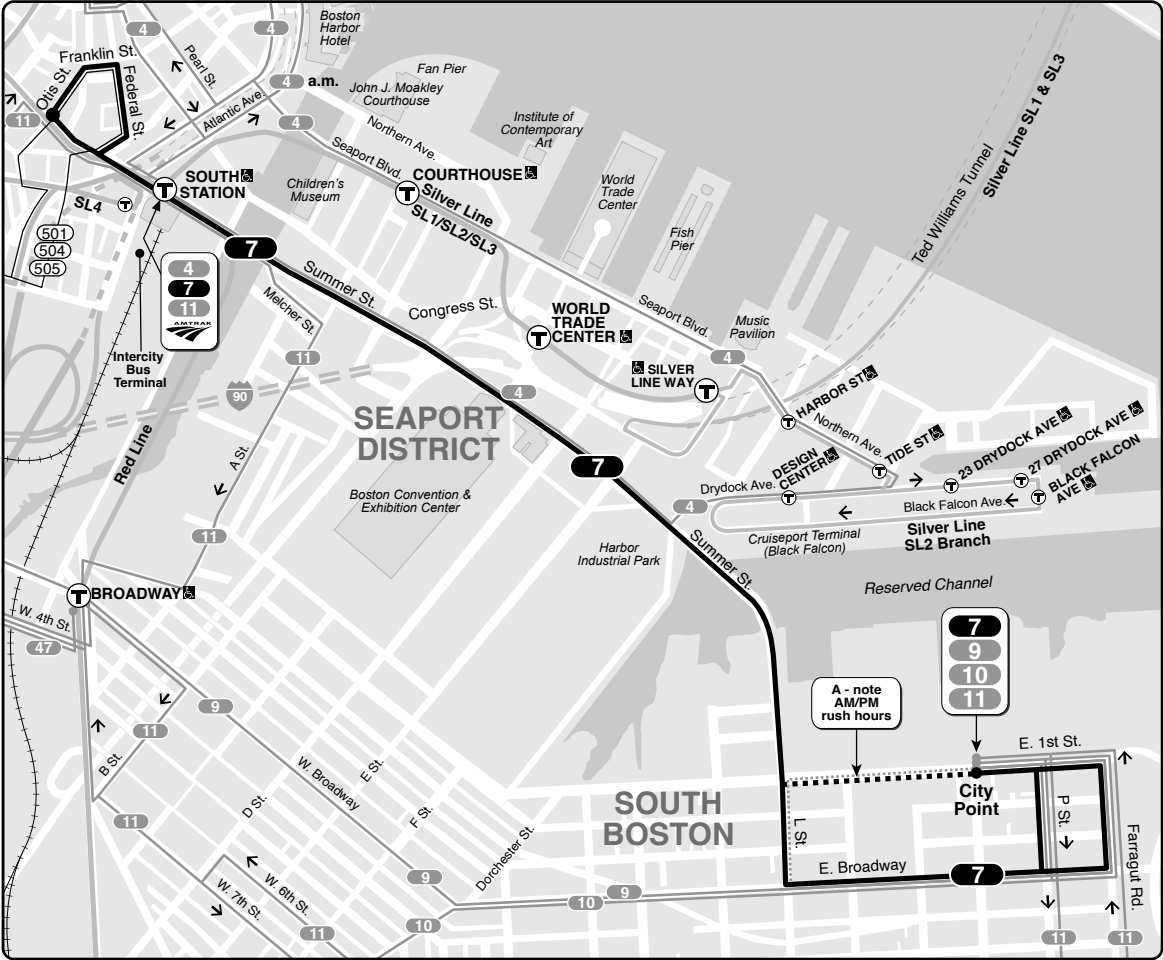 Boston
Harbor
Hotel
4
4
Franklin St.
Pearl St.
Fan Pier
Otis St.
Federal St.
4
a.m.
John J. Moakley
Courthouse
11
Atlantic Ave.
4
Northern Ave.
Institute of
Contemporary
Art
Seaport Blvd.
Ted Williams Tunnel
Silver Line SL1 & SL3
SOUTH
STATION
COURTHOUSE
Children's
Museum
World
Trade
Center
SL4
Silver Line
SL1/SL2/SL3
501
504
505
7
Fish
Pier
4
7
11
AMTRAK
Summer St.
Melcher St.
Congress St.
WORLD
TRADE
CENTER
Seaport Blvd.
Music
Pavilion
Intercity
Bus
Terminal
11
4
SILVER
LINE WAY
90
4
HARBOR ST
SEAPORT
DISTRICT
Red Line
A St.
7
Northern Ave.
TIDE ST
23 DRYDOCK AVE
27 DRYDOCK AVE
BLACK FALCON
AVE
DESIGN
CENTER
Drydock Ave.
Boston Convention &
Exhibition Center
4
Black Falcon Ave.
11
Cruiseport Terminal
(Black Falcon)
Silver Line
SL2 Branch
Harbor
Industrial Park
Summer St.
Reserved Channel
BROADWAY
W. 4th St.
47
7
9
10
11
A - note
AM/PM
rush hours
9
11
B St.
W. Broadway
E St.
E. 1st St.
D St.
F St.
City
Point
SOUTH
BOSTON
11
L St.
P St.
Farragut Rd.
Dorchester St.
E. Broadway
7
9
9
10
W. 6th St.
W. 7th St.
10
11
11
11